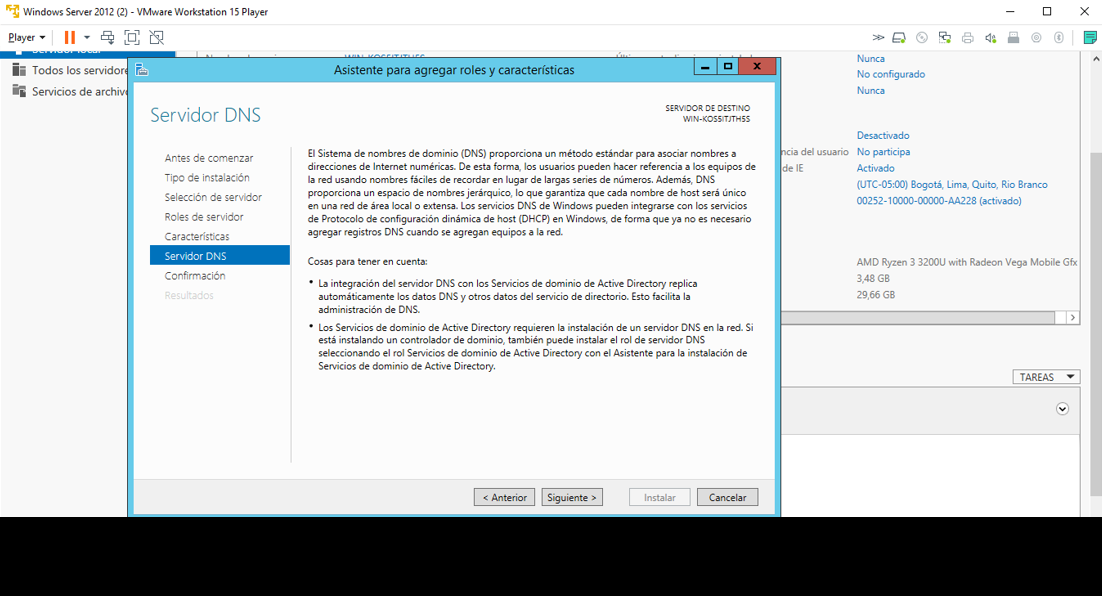 Windows Server 2012 (2) - VMware Workstation 15 Player
Player
Todos los servidore
Servicios de archivo
Asistente para agregar roles y características
Servidor DNS
SERVIDOR DE DESTINO
WIN-KOS5ITJTH5S
Antes de comenzar
Tipo de instalación
Selección de servidor
Roles de servidor
Características
Servidor DNS
Confirmación
Resultados
El Sistema de nombres de dominio (DNS) proporciona un método estándar para asociar nombres a
direcciones de Internet numéricas. De esta forma, los usuarios pueden hacer referencia a los equipos de
la red usando nombres fáciles de recordar en lugar de largas series de números. Además, DNS
proporciona un espacio de nombres jerárquico, lo que garantiza que cada nombre de host será único
en una red de área local o extensa. Los servicios DNS de Windows pueden integrarse con los servicios
de Protocolo de configuración dinámica de host (DHCP) en Windows, de forma que ya no es necesario
agregar registros DNS cuando se agregan equipos a la red.
Cosas para tener en cuenta:
• La integración del servidor DNS con los Servicios de dominio de Active Directory replica
automáticamente los datos DNS y otros datos del servicio de directorio. Esto facilita la
administración de DNS.
• Los Servicios de dominio de Active Directory requieren la instalación de un servidor DNS en la red. Si
está instalando un controlador de dominio, también puede instalar el rol de servidor DNS
seleccionando el rol Servicios de dominio de Active Directory con el Asistente para la instalación de
Servicios de dominio de Active Directory.
< Anterior
Siguiente >
Instalar
Cancelar
Nunca
No configurado
Nunca
Desactivado
ncia del usuario No participa
de IE Activado
(UTC-05:00) Bogotá, Lima, Quito, Rio Branco
00252-10000-00000-AA228 (activado)
AMD Ryzen 3 3200U with Radeon Vega Mobile Gfx
3,48 GB
29,66 GB
TAREAS